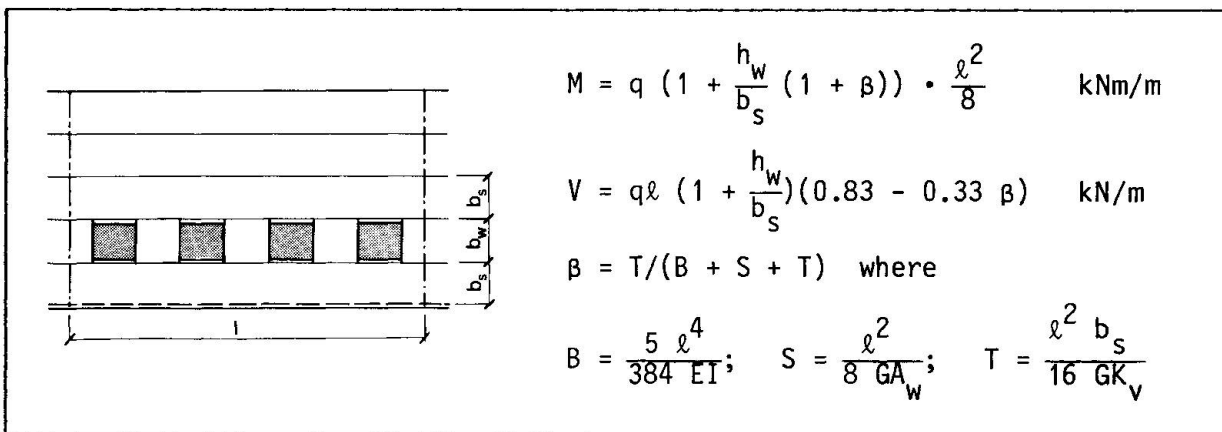 M = q (1 + h_w/b_s (1 + β)) · ℓ²/8 kNm/m
V = qℓ (1 + h_w/b_s)(0.83 - 0.33 β) kN/m
β = T/(B + S + T) where
B = 5 ℓ⁴/384 EI; S = ℓ²/8 GA_w; T = ℓ² b_s/16 GK_v
b_s
b_w
b_s
l